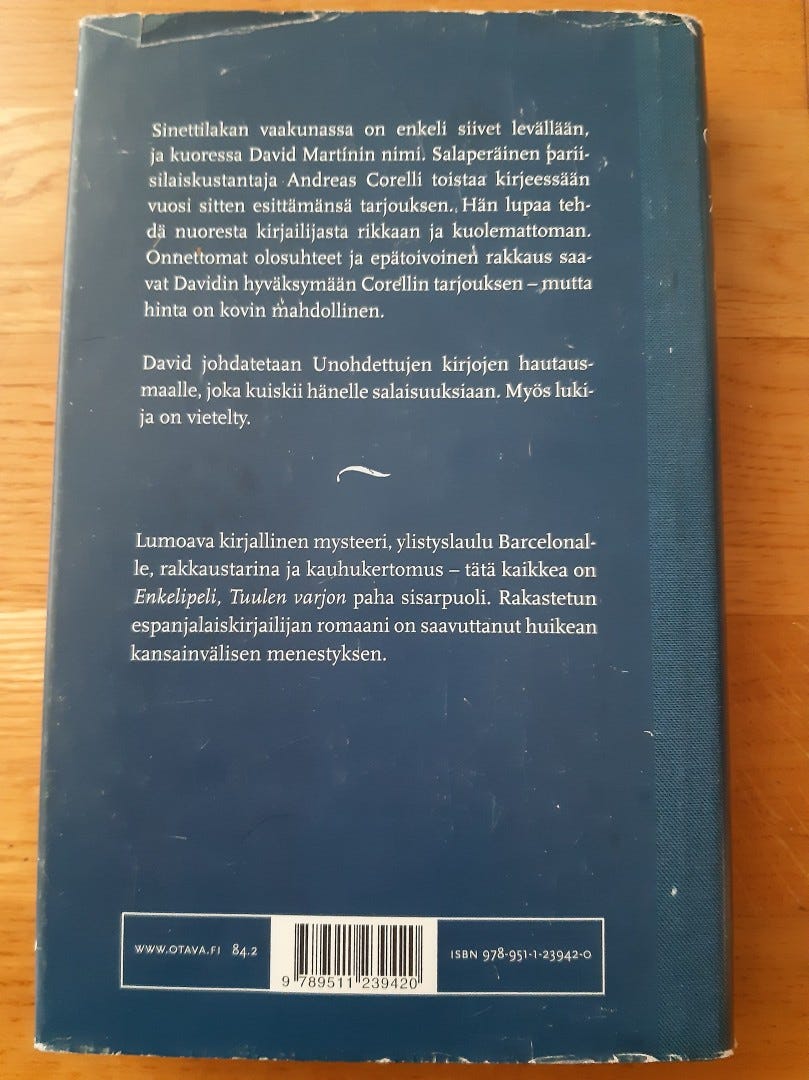 Sinettilakan vaakunassa on enkeli siivet levällään,
ja kuoressa David Martínin nimi. Salaperäinen parii-
silaiskustantaja Andreas Corelli toistaa kirjeessään
vuosi sitten esittämänsä tarjouksen. Hän lupaa teh-
dä nuoresta kirjailijasta rikkaan ja kuolemattoman.
Onnettomat olosuhteet ja epätoivoinen rakkaus saa-
vat Davidin hyväksymään Corellin tarjouksen – mutta
hinta on kovin mahdollinen.
David johdatetaan Unohdettujen kirjojen hautaus-
maalle, joka kuiskii hänelle salaisuuksiaan. Myös luki-
ja on vietelty.
Lumoava kirjallinen mysteeri, ylistyslaulu Barcelonal-
le, rakkaustarina ja kauhukertomus – tätä kaikkea on
Enkelipeli, Tuulen varjon paha sisarpuoli. Rakastetun
espanjalaiskirjailijan romaani on saavuttanut huikean
kansainvälisen menestyksen.
WWW.OTAVA.FI 84.2
ISBN 978-951-1-23942-0
9 789511 239420